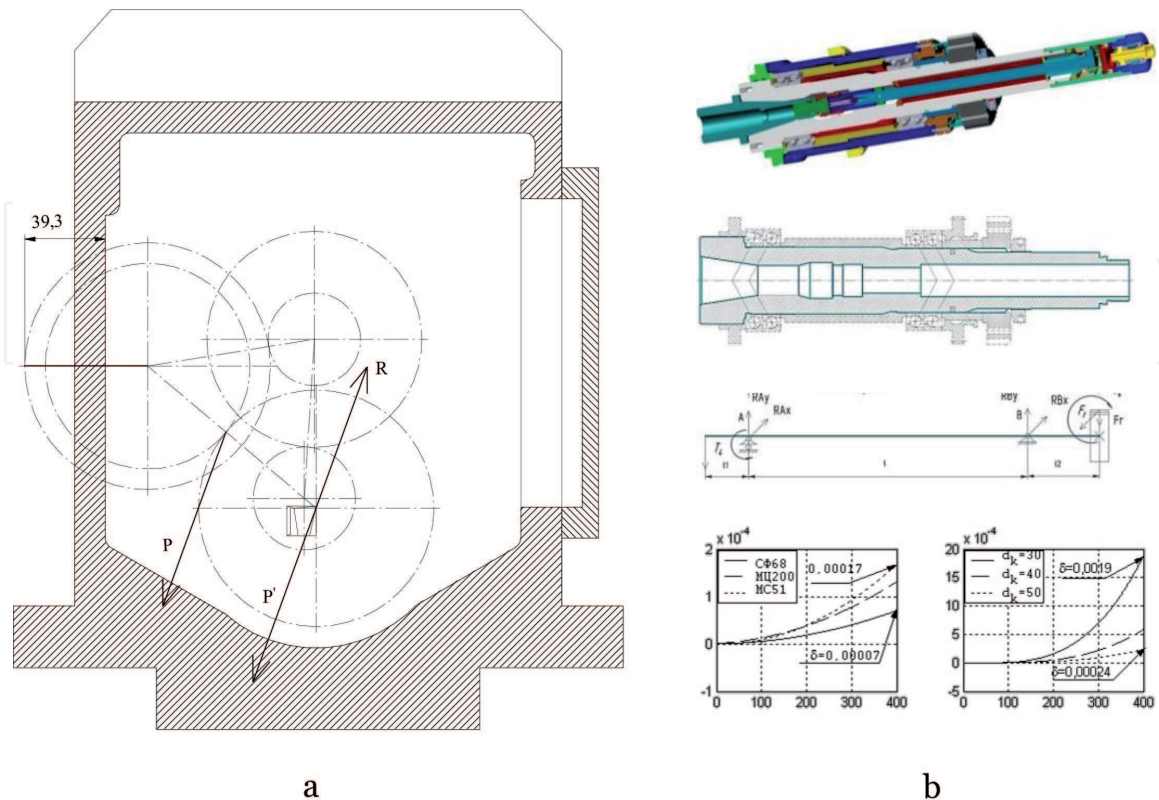 39,3
R
P
P'
a
RAy
A
RAx
T₄
l1
l
RBy
B
RBx
Fr
l2
x 10⁻⁴
2
1
0
-1
0 100 200 300 400
СФ68
МЦ200
МС51
0,00017
δ=0,00007
x 10⁻⁴
20
15
10
5
0
-5
0 100 200 300 400
dₖ=30
dₖ=40
dₖ=50
δ=0,0019
δ=0,00024
b